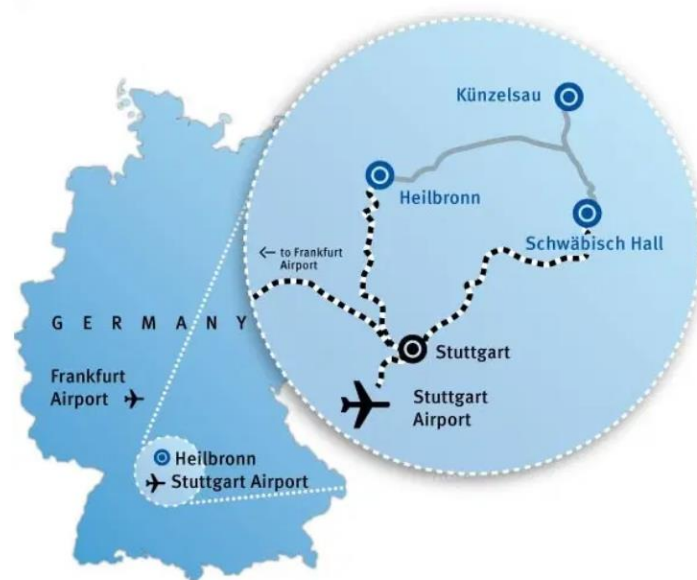 Künzelsau
Heilbronn
Schwäbisch Hall
← to Frankfurt
Airport
G E R M A N Y
Stuttgart
Frankfurt
Airport
Stuttgart
Airport
Heilbronn
Stuttgart Airport